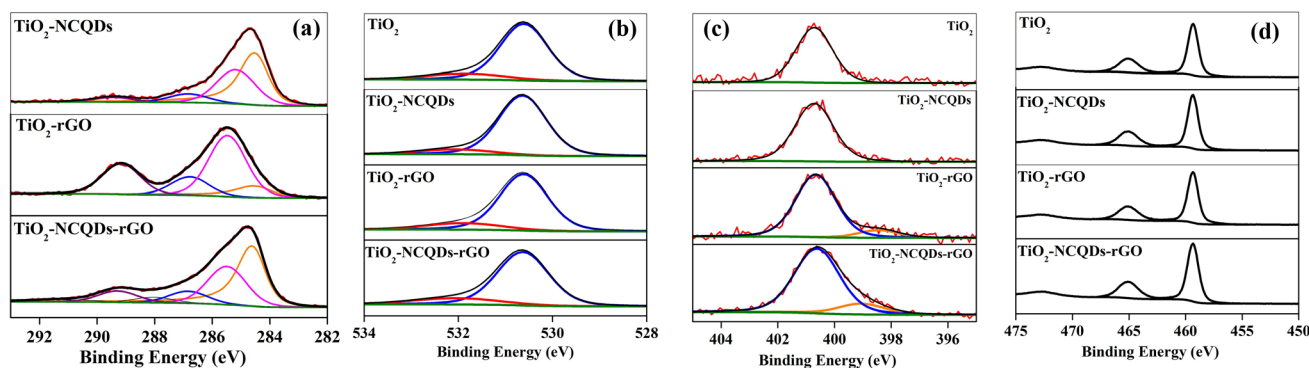 TiO2-NCQDs
(a)
TiO2-rGO
TiO2-NCQDs-rGO
292 290 288 286 284 282
Binding Energy (eV)
TiO2
(b)
TiO2-NCQDs
TiO2-rGO
TiO2-NCQDs-rGO
534 532 530 528
Binding Energy (eV)
(c)
TiO2
TiO2-NCQDs
TiO2-rGO
TiO2-NCQDs-rGO
404 402 400 398 396
Binding Energy (eV)
TiO2
(d)
TiO2-NCQDs
TiO2-rGO
TiO2-NCQDs-rGO
475 470 465 460 455 450
Binding Energy (eV)